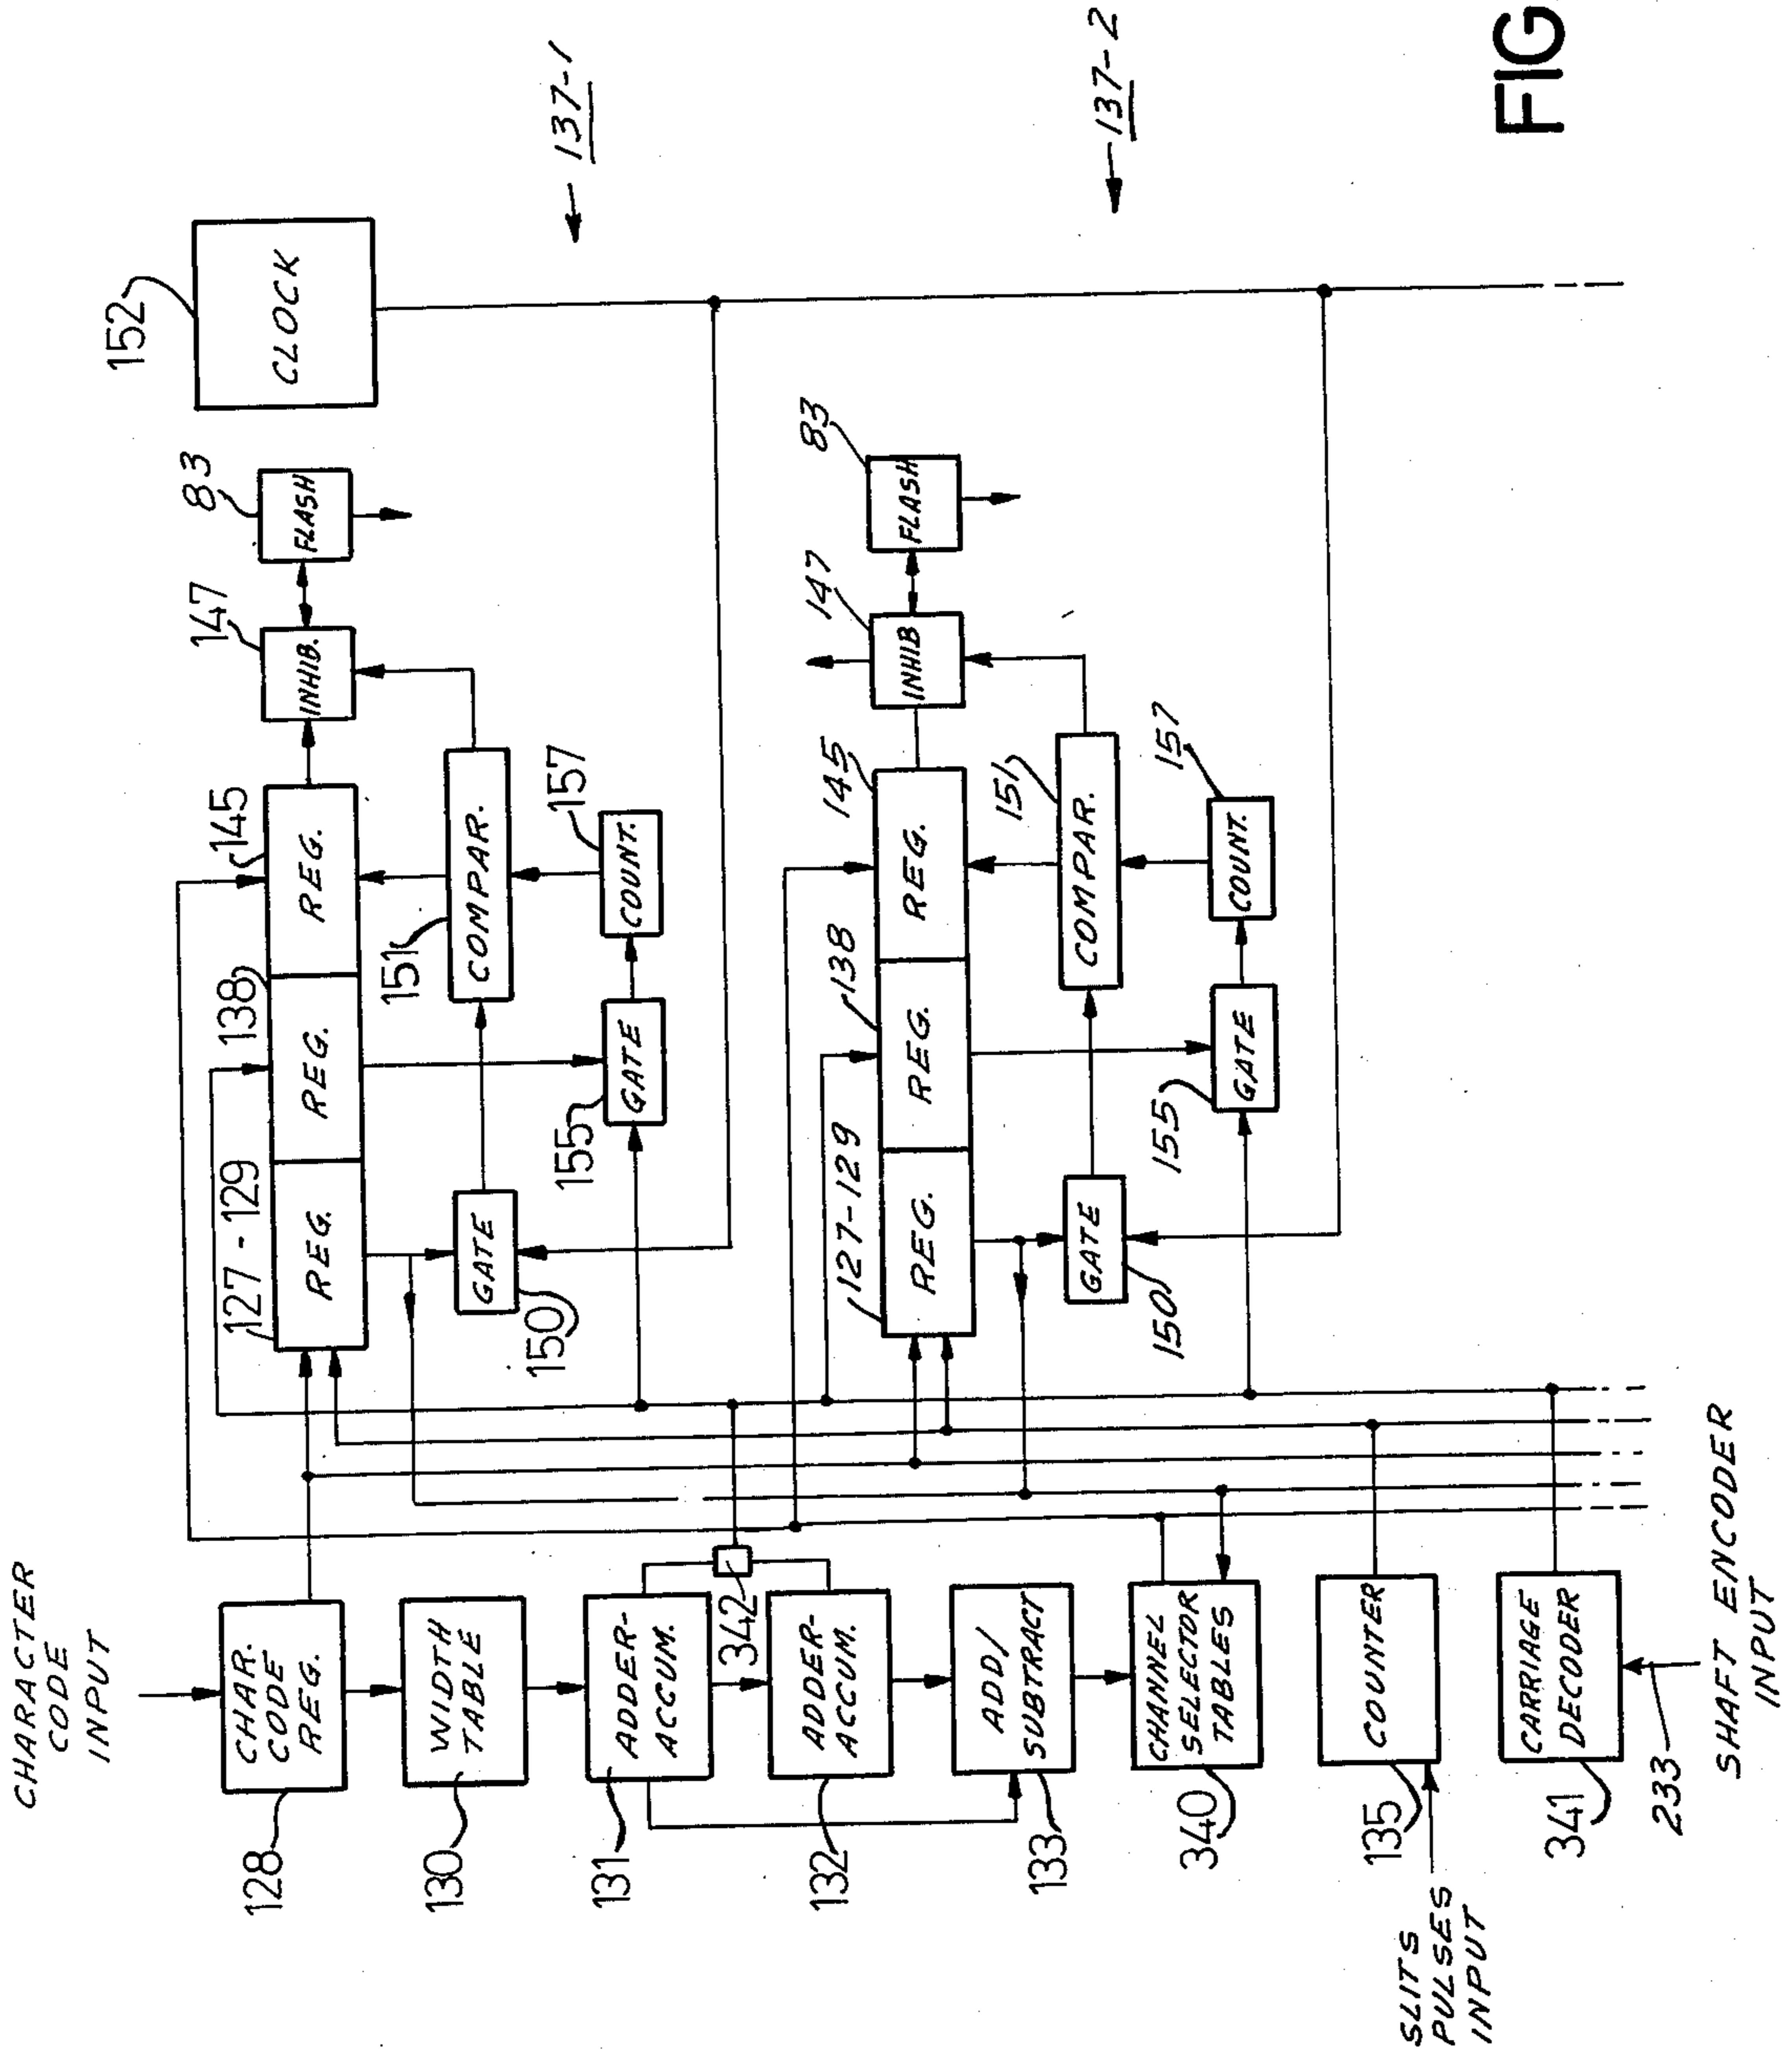 CHARACTER
CODE
INPUT
128
CHAR.
CODE
REG.
130
WIDTH
TABLE
131
ADDER-
ACCUM.
342
132
ADDER-
ACCUM.
133
ADD/
SUBTRACT
340
CHANNEL
SELECTOR
TABLES
135
COUNTER
SLITS
PULSES
INPUT
341
CARRIAGE
DECODER
233
SHAFT ENCODER
INPUT
127-129
138
145
147
83
REG.
REG.
REG.
INHIB.
FLASH
150
GATE
151
COMPAR.
155
GATE
157
COUNT.
152
CLOCK
137-1
127-129
138
145
147
83
REG.
REG.
REG.
INHIB
FLASH
150
GATE
151
COMPAR.
155
GATE
157
COUNT.
137-2
FIG